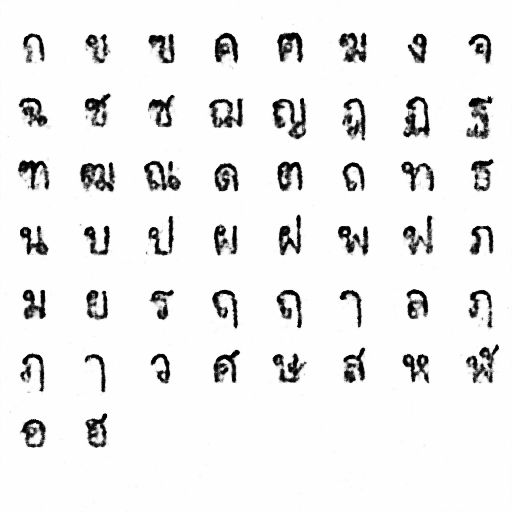 ก ข ฃ ค ฅ ฆ ง จ
ฉ ช ซ ฌ ญ ฎ ฏ ฐ
ฑ ฒ ณ ด ต ถ ท ธ
น บ ป ผ ฝ พ ฟ ภ
ม ย ร ฤ ฤ ๅ ล ฦ
ฦ ๅ ว ศ ษ ส ห ฬ
อ ฮ